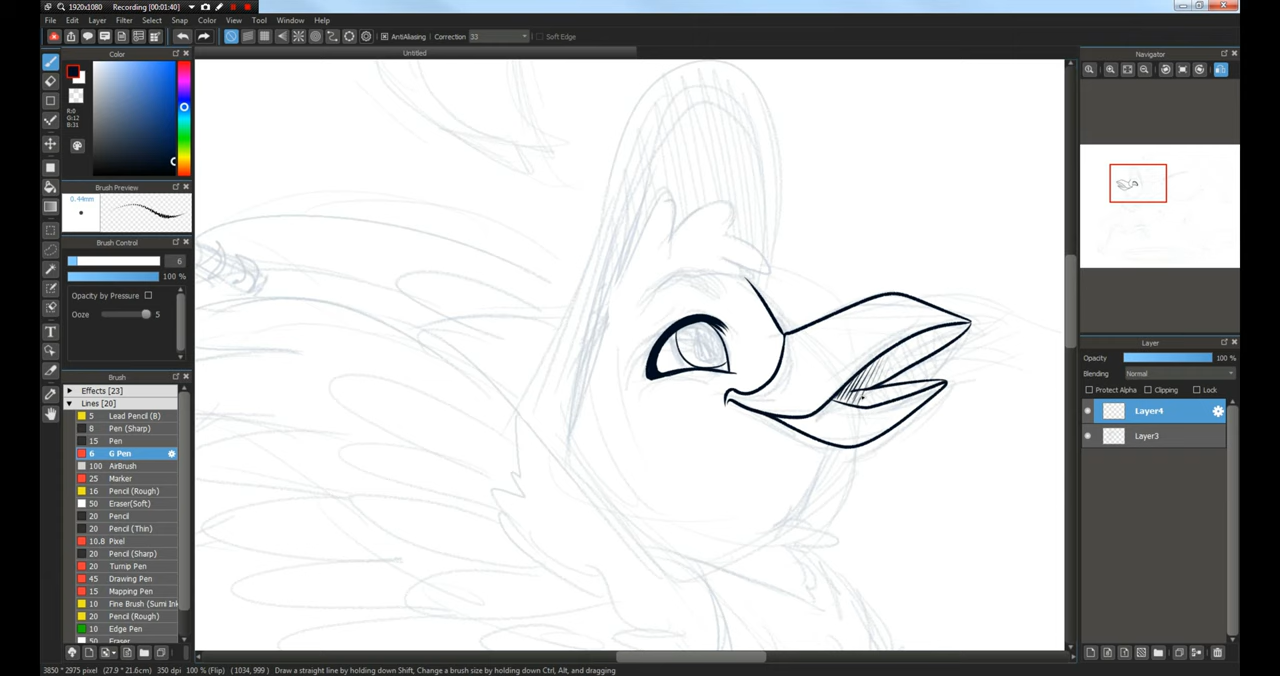 1920x1080 Recording [00:01:40]
File Edit Layer Filter Select Snap Color View Tool Window Help
AntiAliasing Correction 33 Soft Edge
Color
Untitled
Navigator
R:0
G:12
B:31
Brush Preview
0.44mm
Brush Control
6
100 %
Opacity by Pressure
Ooze 5
Brush
Effects [23]
Lines [20]
5 Lead Pencil (B)
8 Pen (Sharp)
15 Pen
6 G Pen
100 AirBrush
25 Marker
16 Pencil (Rough)
50 Eraser(Soft)
20 Pencil
20 Pencil (Thin)
10.8 Pixel
20 Pencil (Sharp)
20 Turnip Pen
45 Drawing Pen
15 Mapping Pen
10 Fine Brush (Sumi Ink
20 Pencil (Rough)
10 Edge Pen
50 Eraser
Layer
Opacity 100 %
Blending Normal
Protect Alpha Clipping Lock
Layer4
Layer3
3850 * 2975 pixel (27.9 * 21.6cm) 350 dpi 100 % (Flip) ( 1034, 999 ) Draw a straight line by holding down Shift, Change a brush size by holding down Ctrl, Alt, and dragging